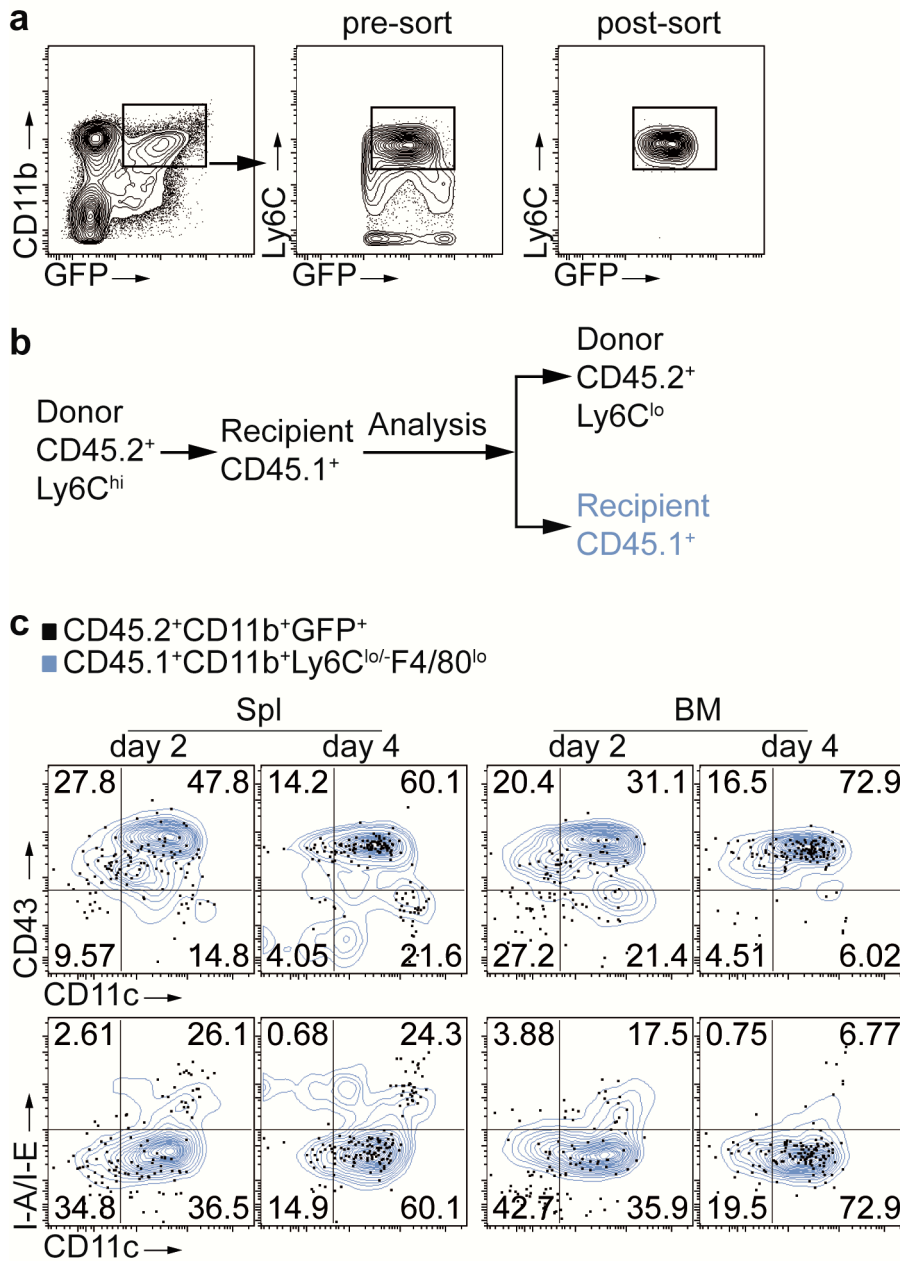 a
pre-sort
post-sort
CD11b
GFP
Ly6C
GFP
Ly6C
GFP
b
Donor
CD45.2⁺
Ly6Cʰⁱ
Recipient
CD45.1⁺
Analysis
Donor
CD45.2⁺
Ly6Cˡᵒ
Recipient
CD45.1⁺
c
CD45.2⁺CD11b⁺GFP⁺
CD45.1⁺CD11b⁺Ly6Cˡᵒ/⁻F4/80ˡᵒ
Spl
BM
day 2
day 4
day 2
day 4
27.8 47.8
14.2 60.1
20.4 31.1
16.5 72.9
CD43
9.57 14.8
4.05 21.6
27.2 21.4
4.51 6.02
CD11c
2.61 26.1
0.68 24.3
3.88 17.5
0.75 6.77
I-A/I-E
34.8 36.5
14.9 60.1
42.7 35.9
19.5 72.9
CD11c